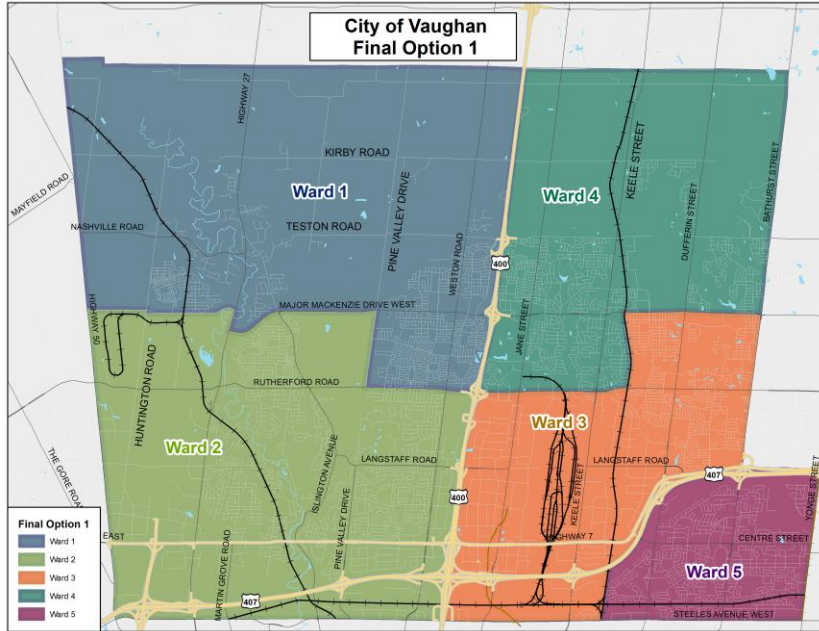 City of Vaughan
Final Option 1
HIGHWAY 27
KIRBY ROAD
KEELE STREET
MAYFIELD ROAD
Ward 1
PINE VALLEY DRIVE
Ward 4
DUFFERIN STREET
BATHURST STREET
NASHVILLE ROAD
TESTON ROAD
WESTON ROAD
400
HIGHWAY 50
MAJOR MACKENZIE DRIVE WEST
JANE STREET
HUNTINGTON ROAD
RUTHERFORD ROAD
Ward 3
Ward 2
ISLINGTON AVENUE
LANGSTAFF ROAD
LANGSTAFF ROAD
407
THE GORE ROAD
400
KEELE STREET
YONGE STREET
Final Option 1
Ward 1
Ward 2
Ward 3
Ward 4
Ward 5
EAST
PINE VALLEY DRIVE
HIGHWAY 7
CENTRE STREET
MARTIN GROVE ROAD
Ward 5
407
STEELES AVENUE WEST